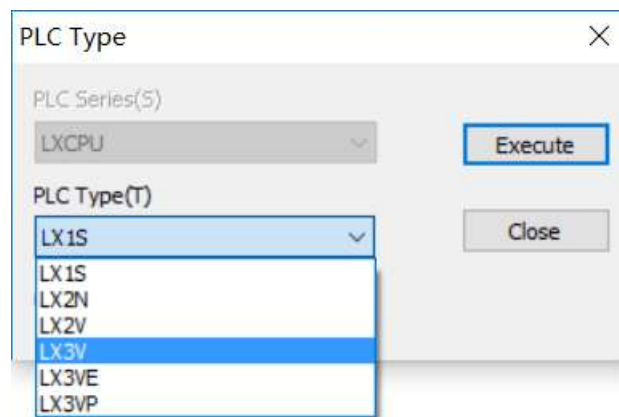 PLC Type
PLC Series(S)
LXCPU
Execute
PLC Type(T)
LX1S
Close
LX1S
LX2N
LX2V
LX3V
LX3VE
LX3VP